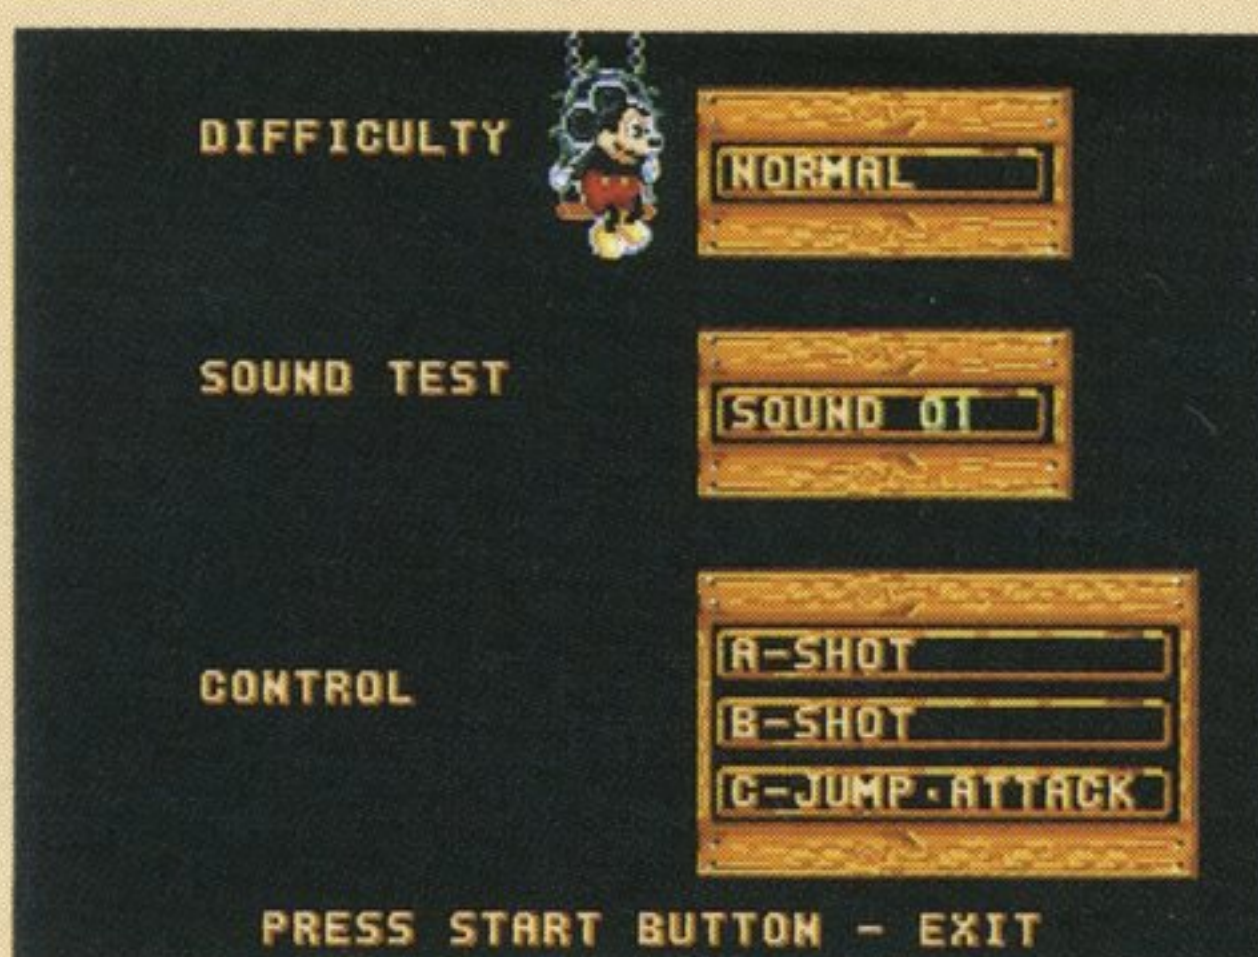 DIFFICULTY
NORMAL
SOUND TEST
SOUND 01
CONTROL
A-SHOT
B-SHOT
C-JUMP·ATTACK
PRESS START BUTTON - EXIT